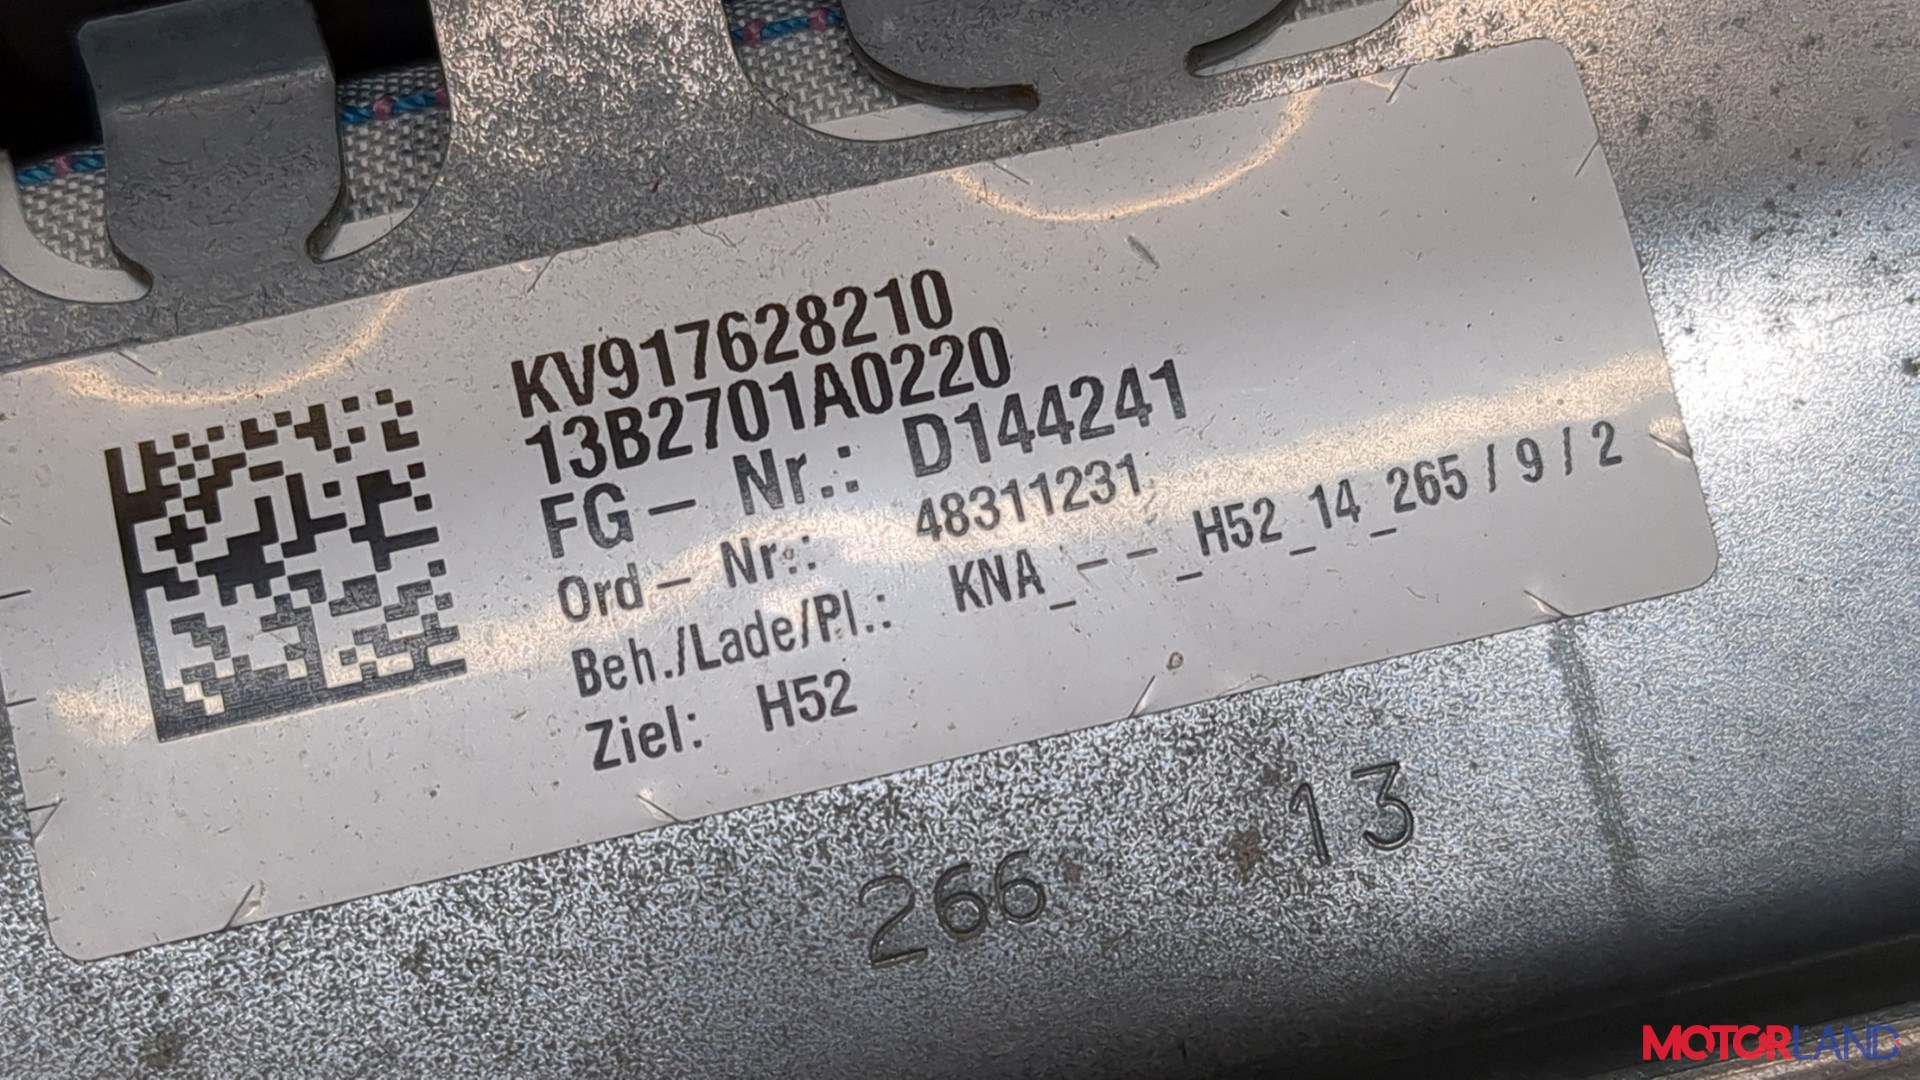 KV917628210
13B2701A0220
FG – Nr.: D144241
Ord – Nr.: 48311231
Beh./Lade/Pl.: KNA_ – – _H52_14_265 / 9 / 2
Ziel: H52
266 13
MOTORLAND